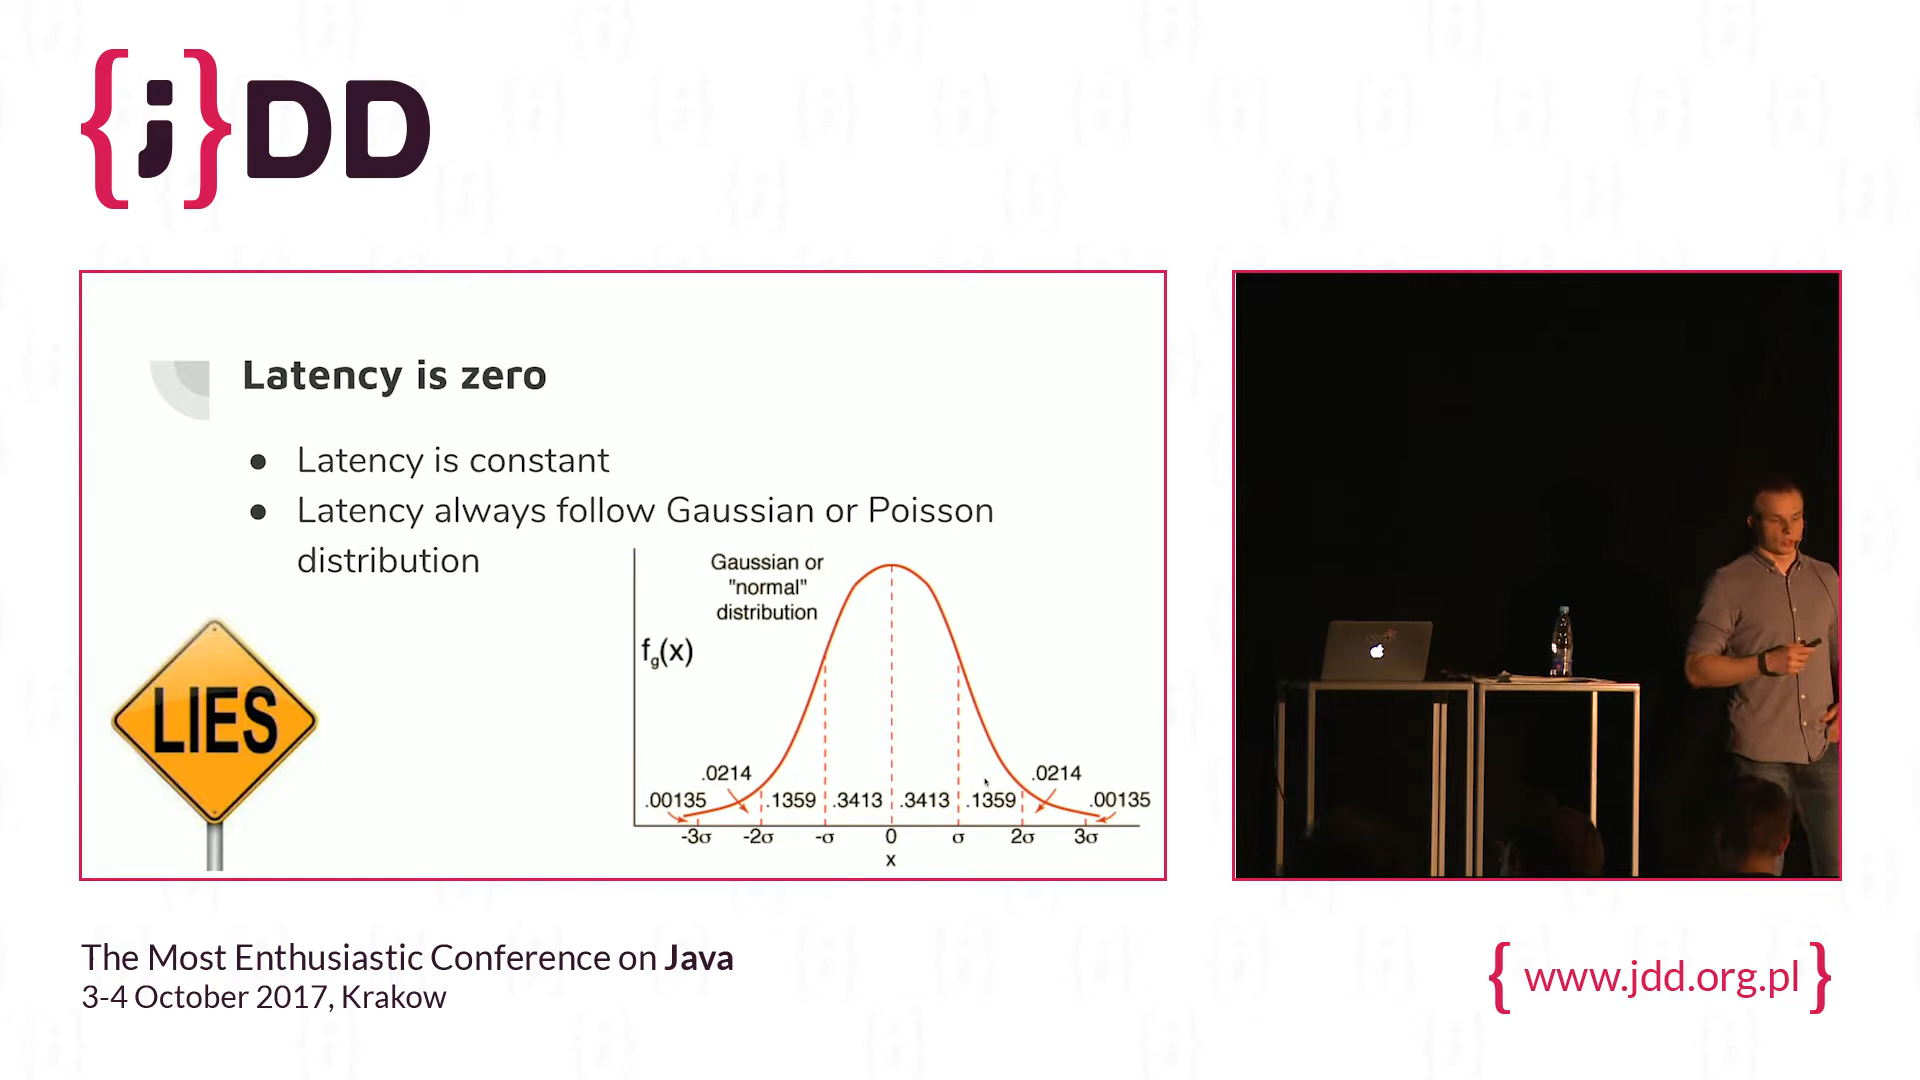 {;}DD
Latency is zero
● Latency is constant
● Latency always follow Gaussian or Poisson
distribution
Gaussian or
"normal"
distribution
fg(x)
LIES
.0214
.0214
.00135
.1359
.3413
.3413
.1359
.00135
-3σ
-2σ
-σ
0
σ
2σ
3σ
x
The Most Enthusiastic Conference on Java
3-4 October 2017, Krakow
{ www.jdd.org.pl }